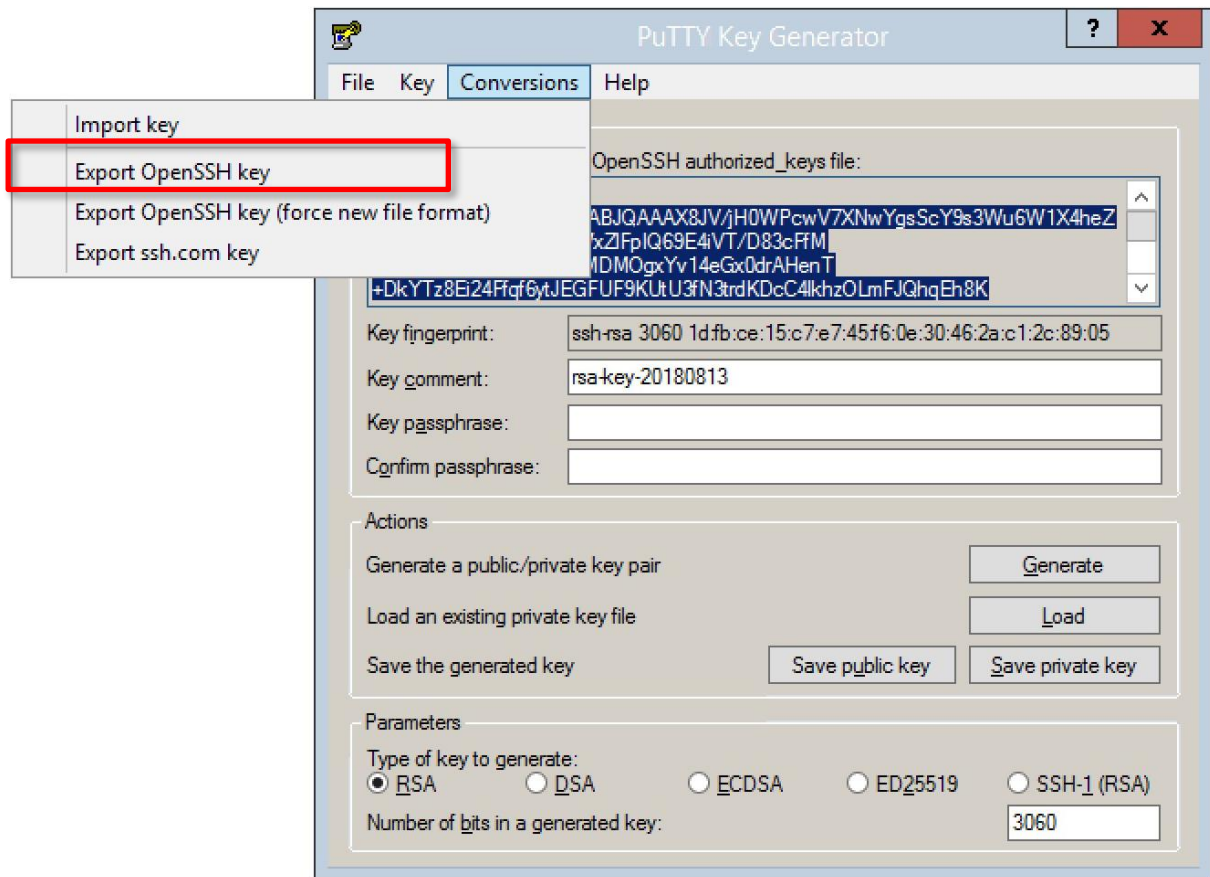 PuTTY Key Generator
? X
File Key Conversions Help
Import key
Export OpenSSH key
Export OpenSSH key (force new file format)
Export ssh.com key
OpenSSH authorized_keys file:
ABJQAAAX8JV/jH0WPcwV7XNwYgsScY9s3Wu6W1X4heZ
VxZlFpIQ69E4iVT/D83cFfM
MDMOgxYv14eGx0drAHenT
+DkYTz8Ei24Ffqf6ytJEGFUF9KUtU3fN3trdKDcC4lkhzOLmFJQhqEh8K
Key fingerprint: ssh-rsa 3060 1d:fb:ce:15:c7:e7:45:f6:0e:30:46:2a:c1:2c:89:05
Key comment: rsa-key-20180813
Key passphrase:
Confirm passphrase:
Actions
Generate a public/private key pair Generate
Load an existing private key file Load
Save the generated key Save public key Save private key
Parameters
Type of key to generate:
RSA DSA ECDSA ED25519 SSH-1 (RSA)
Number of bits in a generated key: 3060